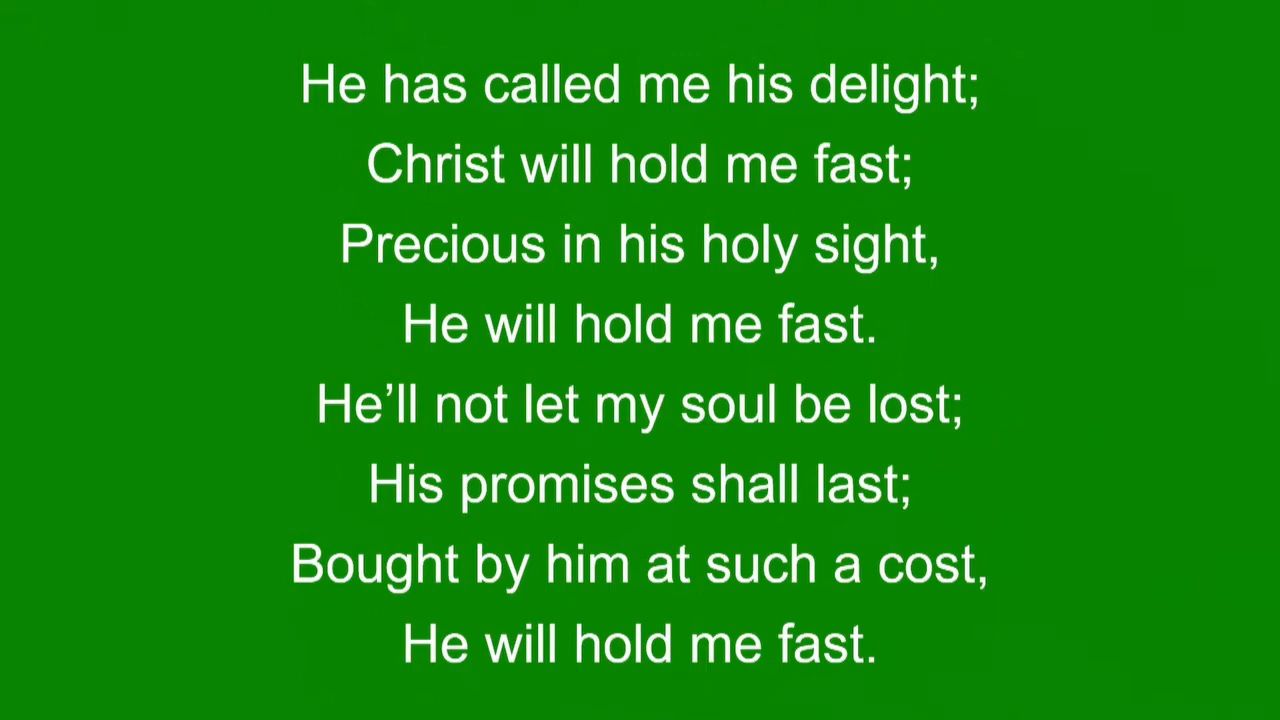 He has called me his delight;
Christ will hold me fast;
Precious in his holy sight,
He will hold me fast.
He’ll not let my soul be lost;
His promises shall last;
Bought by him at such a cost,
He will hold me fast.